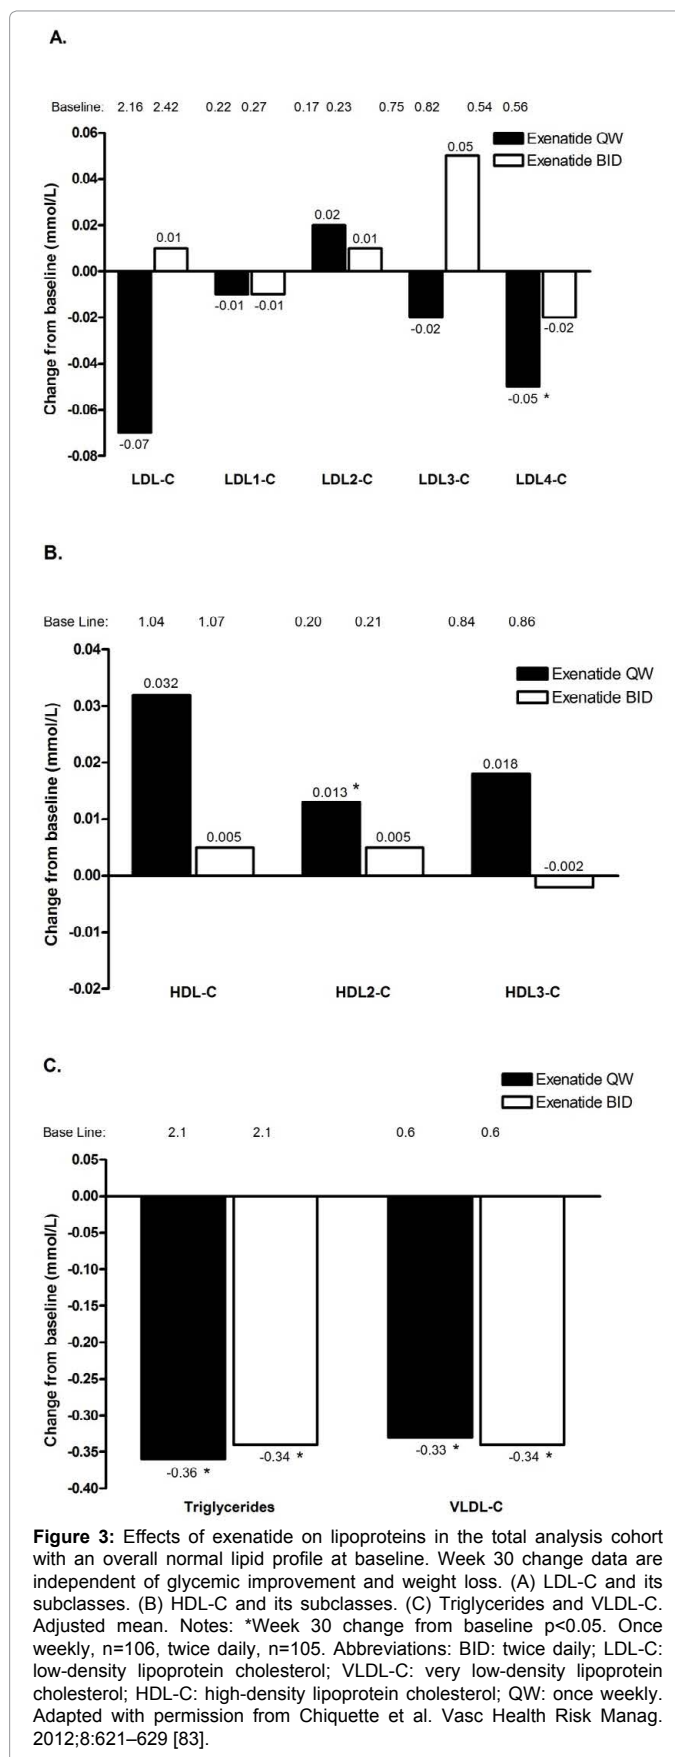 A.
Baseline: 2.16 2.42 0.22 0.27 0.17 0.23 0.75 0.82 0.54 0.56
Exenatide QW
Exenatide BID
Change from baseline (mmol/L)
0.06
0.04
0.02
0.00
-0.02
-0.04
-0.06
-0.08
-0.07
0.01
-0.01
-0.01
0.02
0.01
-0.02
0.05
-0.05 *
-0.02
LDL-C LDL1-C LDL2-C LDL3-C LDL4-C
B.
Base Line: 1.04 1.07 0.20 0.21 0.84 0.86
Exenatide QW
Exenatide BID
Change from baseline (mmol/L)
0.04
0.03
0.02
0.01
0.00
-0.01
-0.02
0.032
0.005
0.013 *
0.005
0.018
-0.002
HDL-C HDL2-C HDL3-C
C.
Exenatide QW
Exenatide BID
Base Line: 2.1 2.1 0.6 0.6
Change from baseline (mmol/L)
0.05
0.00
-0.05
-0.10
-0.15
-0.20
-0.25
-0.30
-0.35
-0.40
-0.36 *
-0.34 *
-0.33 *
-0.34 *
Triglycerides VLDL-C
Figure 3: Effects of exenatide on lipoproteins in the total analysis cohort
with an overall normal lipid profile at baseline. Week 30 change data are
independent of glycemic improvement and weight loss. (A) LDL-C and its
subclasses. (B) HDL-C and its subclasses. (C) Triglycerides and VLDL-C.
Adjusted mean. Notes: *Week 30 change from baseline p<0.05. Once
weekly, n=106, twice daily, n=105. Abbreviations: BID: twice daily; LDL-C:
low-density lipoprotein cholesterol; VLDL-C: very low-density lipoprotein
cholesterol; HDL-C: high-density lipoprotein cholesterol; QW: once weekly.
Adapted with permission from Chiquette et al. Vasc Health Risk Manag.
2012;8:621–629 [83].